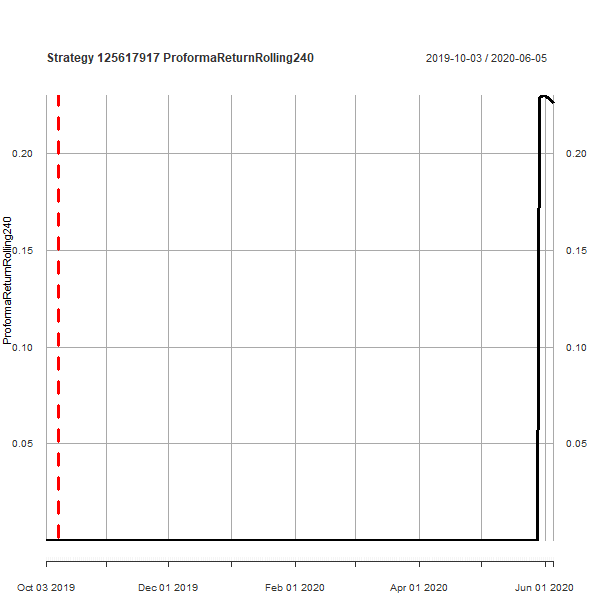 Strategy 125617917 ProformaReturnRolling240
2019-10-03 / 2020-06-05
ProformaReturnRolling240
0.20
0.15
0.10
0.05
0.20
0.15
0.10
0.05
Oct 03 2019
Dec 01 2019
Feb 01 2020
Apr 01 2020
Jun 01 2020